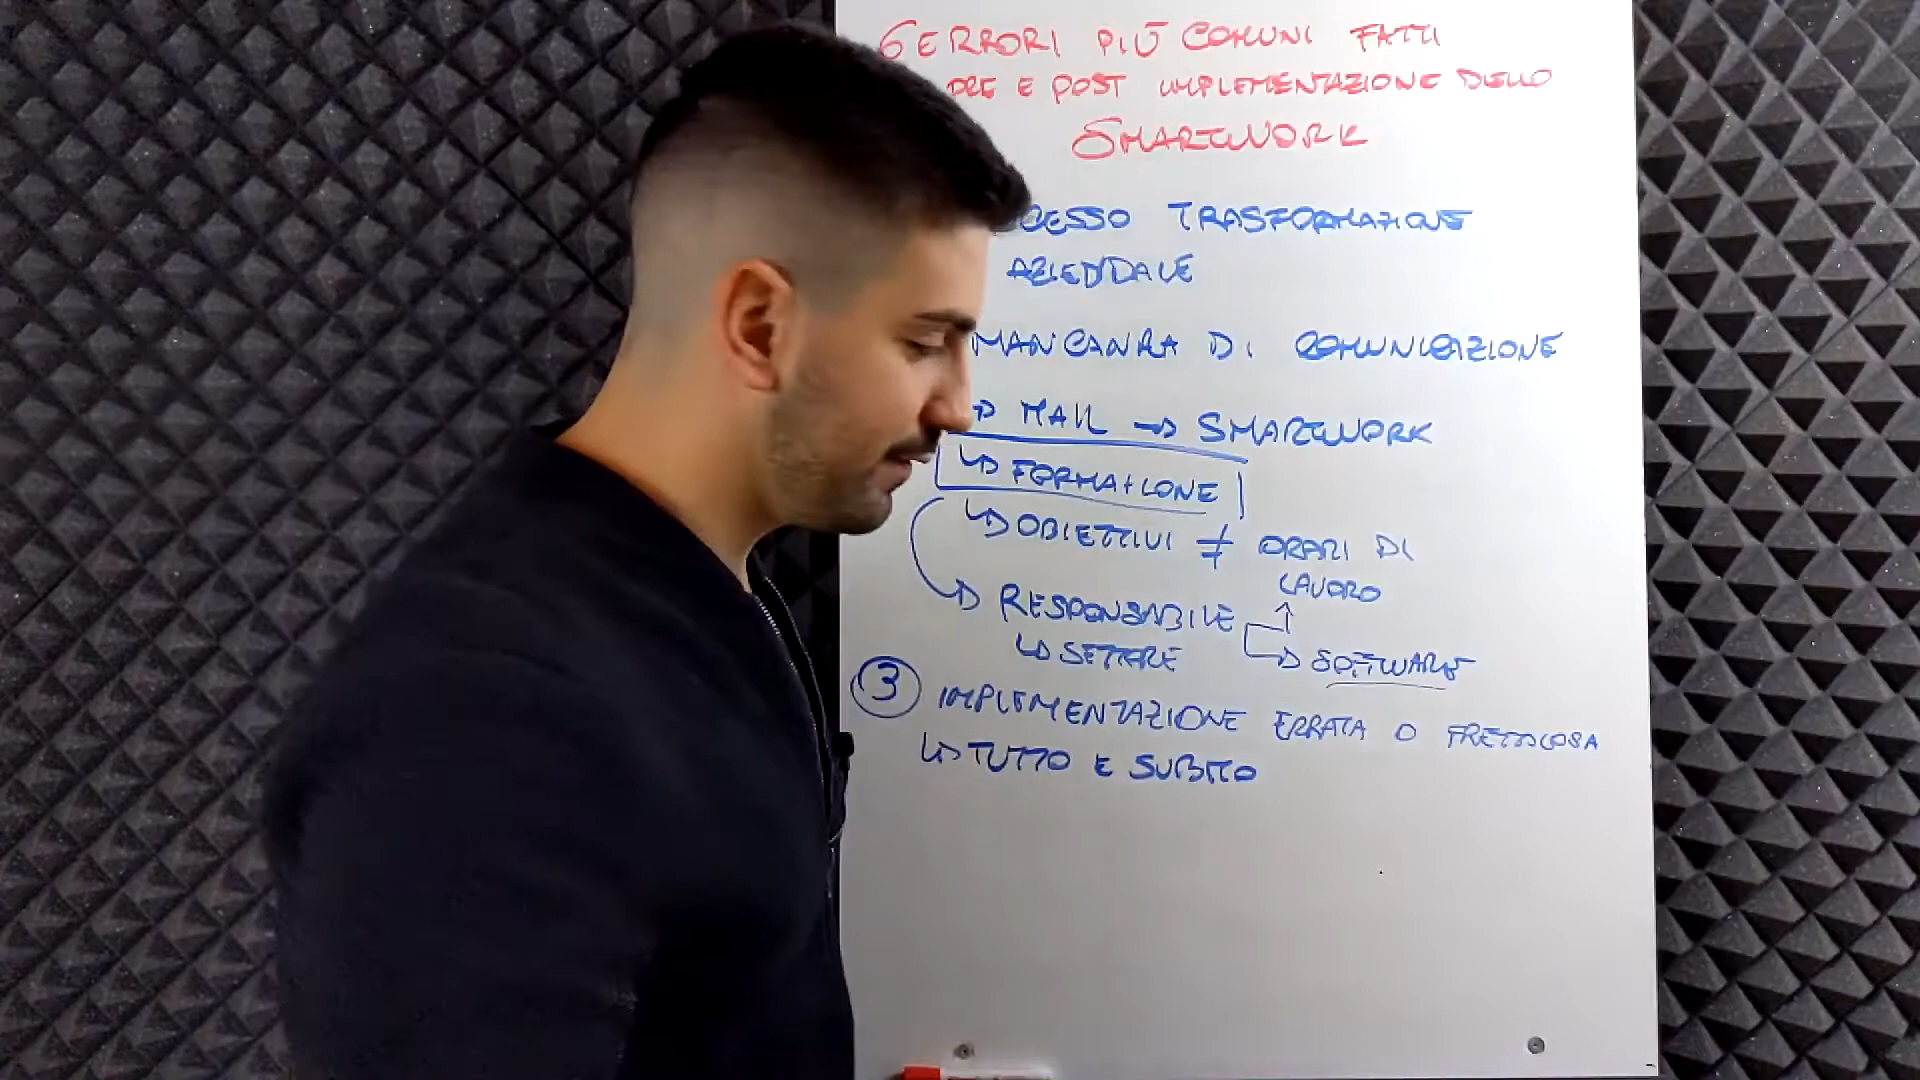 6 ERRORI PIÙ COMUNI FATTI
PRE E POST IMPLEMENTAZIONE DELLO
SMARTWORK
CESSO TRASFORMAZIONE
AZIENDALE
MANCANZA DI COMUNICAZIONE
↳ MAIL → SMARTWORK
↳ FORMAZIONE
↳ OBIETTIVI ≠ ORARI DI
LAVORO
↳ RESPONSABILE
↳ SETTORE ↳ SOFTWARE
3 IMPLEMENTAZIONE ERRATA O FRETTOLOSA
↳ TUTTO E SUBITO